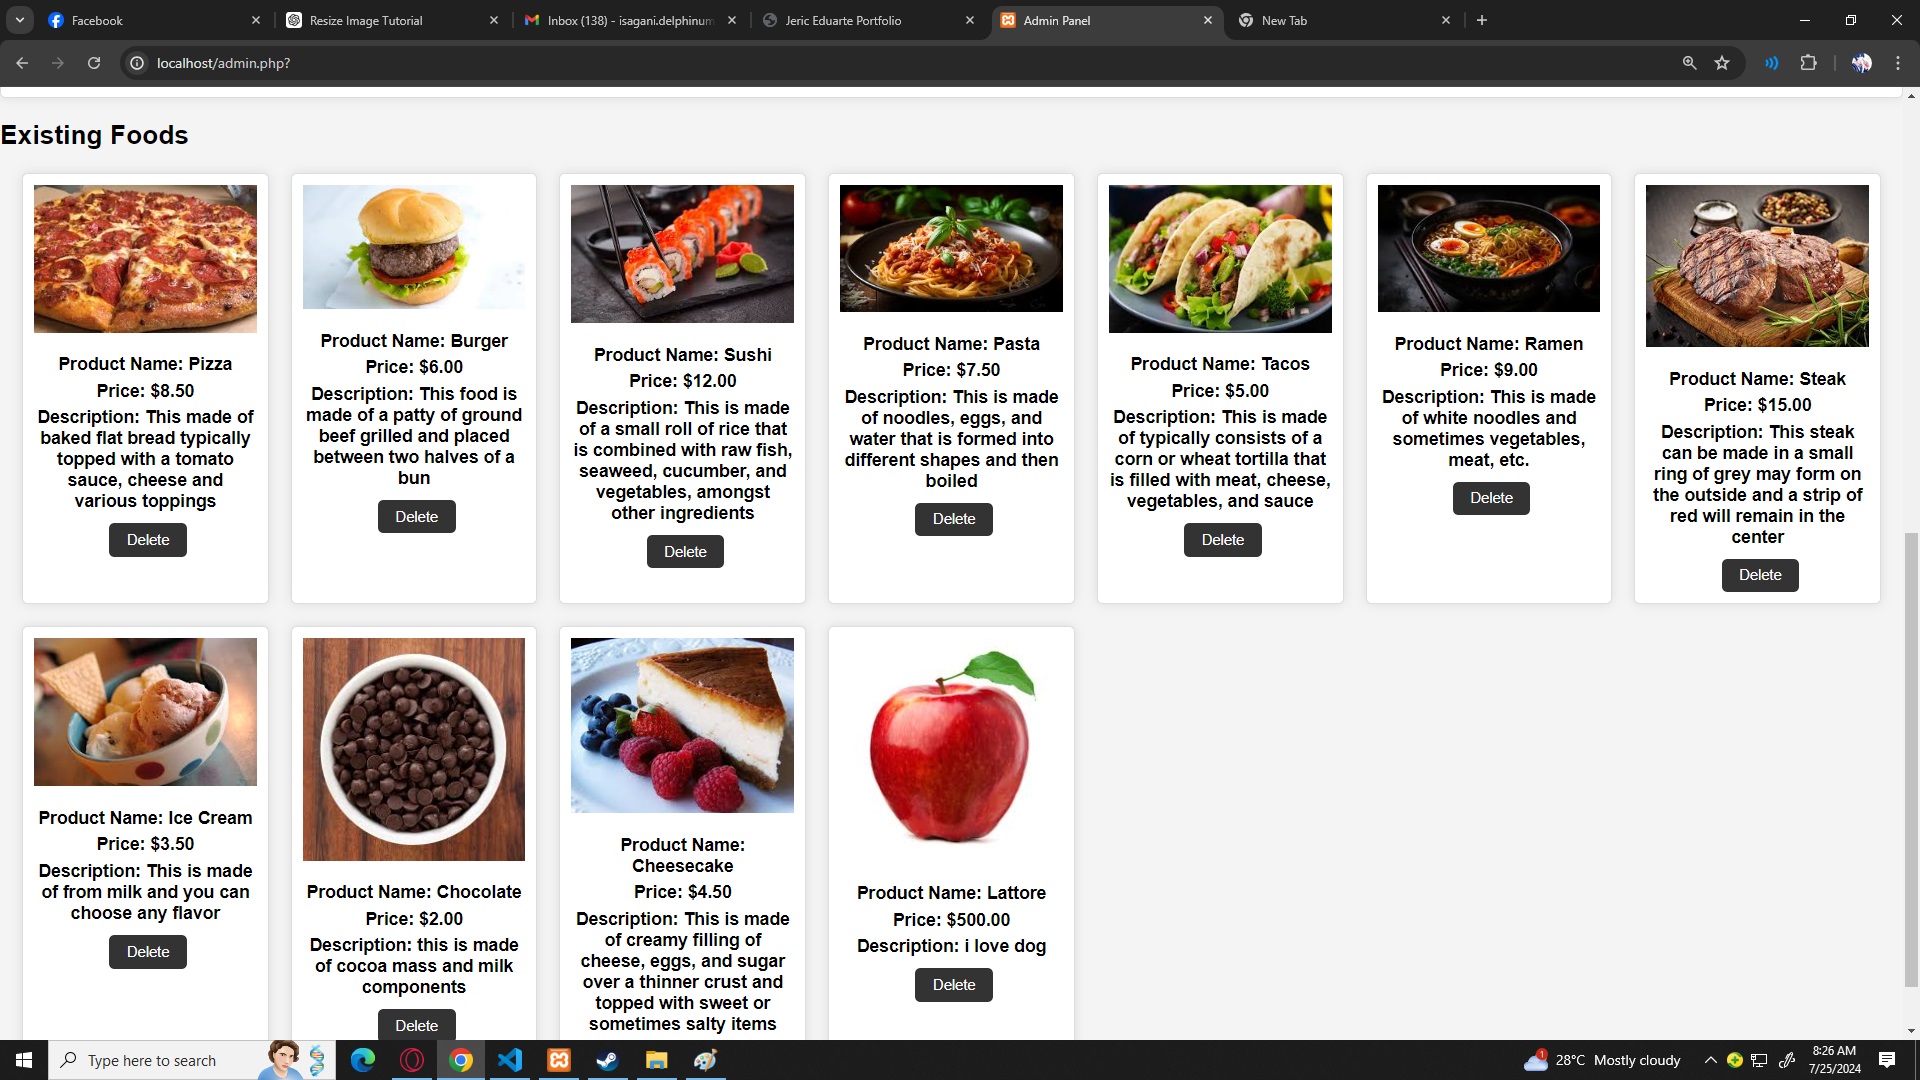 Facebook
Resize Image Tutorial
Inbox (138) - isagani.delphinum
Jeric Eduarte Portfolio
Admin Panel
New Tab
localhost/admin.php?
Existing Foods
Product Name: Pizza
Price: $8.50
Description: This made of
baked flat bread typically
topped with a tomato
sauce, cheese and
various toppings
Delete
Product Name: Burger
Price: $6.00
Description: This food is
made of a patty of ground
beef grilled and placed
between two halves of a
bun
Delete
Product Name: Sushi
Price: $12.00
Description: This is made
of a small roll of rice that
is combined with raw fish,
seaweed, cucumber, and
vegetables, amongst
other ingredients
Delete
Product Name: Pasta
Price: $7.50
Description: This is made
of noodles, eggs, and
water that is formed into
different shapes and then
boiled
Delete
Product Name: Tacos
Price: $5.00
Description: This is made
of typically consists of a
corn or wheat tortilla that
is filled with meat, cheese,
vegetables, and sauce
Delete
Product Name: Ramen
Price: $9.00
Description: This is made
of white noodles and
sometimes vegetables,
meat, etc.
Delete
Product Name: Steak
Price: $15.00
Description: This steak
can be made in a small
ring of grey may form on
the outside and a strip of
red will remain in the
center
Delete
Product Name: Ice Cream
Price: $3.50
Description: This is made
of from milk and you can
choose any flavor
Delete
Product Name: Chocolate
Price: $2.00
Description: this is made
of cocoa mass and milk
components
Delete
Product Name:
Cheesecake
Price: $4.50
Description: This is made
of creamy filling of
cheese, eggs, and sugar
over a thinner crust and
topped with sweet or
sometimes salty items
Product Name: Lattore
Price: $500.00
Description: i love dog
Delete
Type here to search
1
28°C Mostly cloudy
8:26 AM
7/25/2024